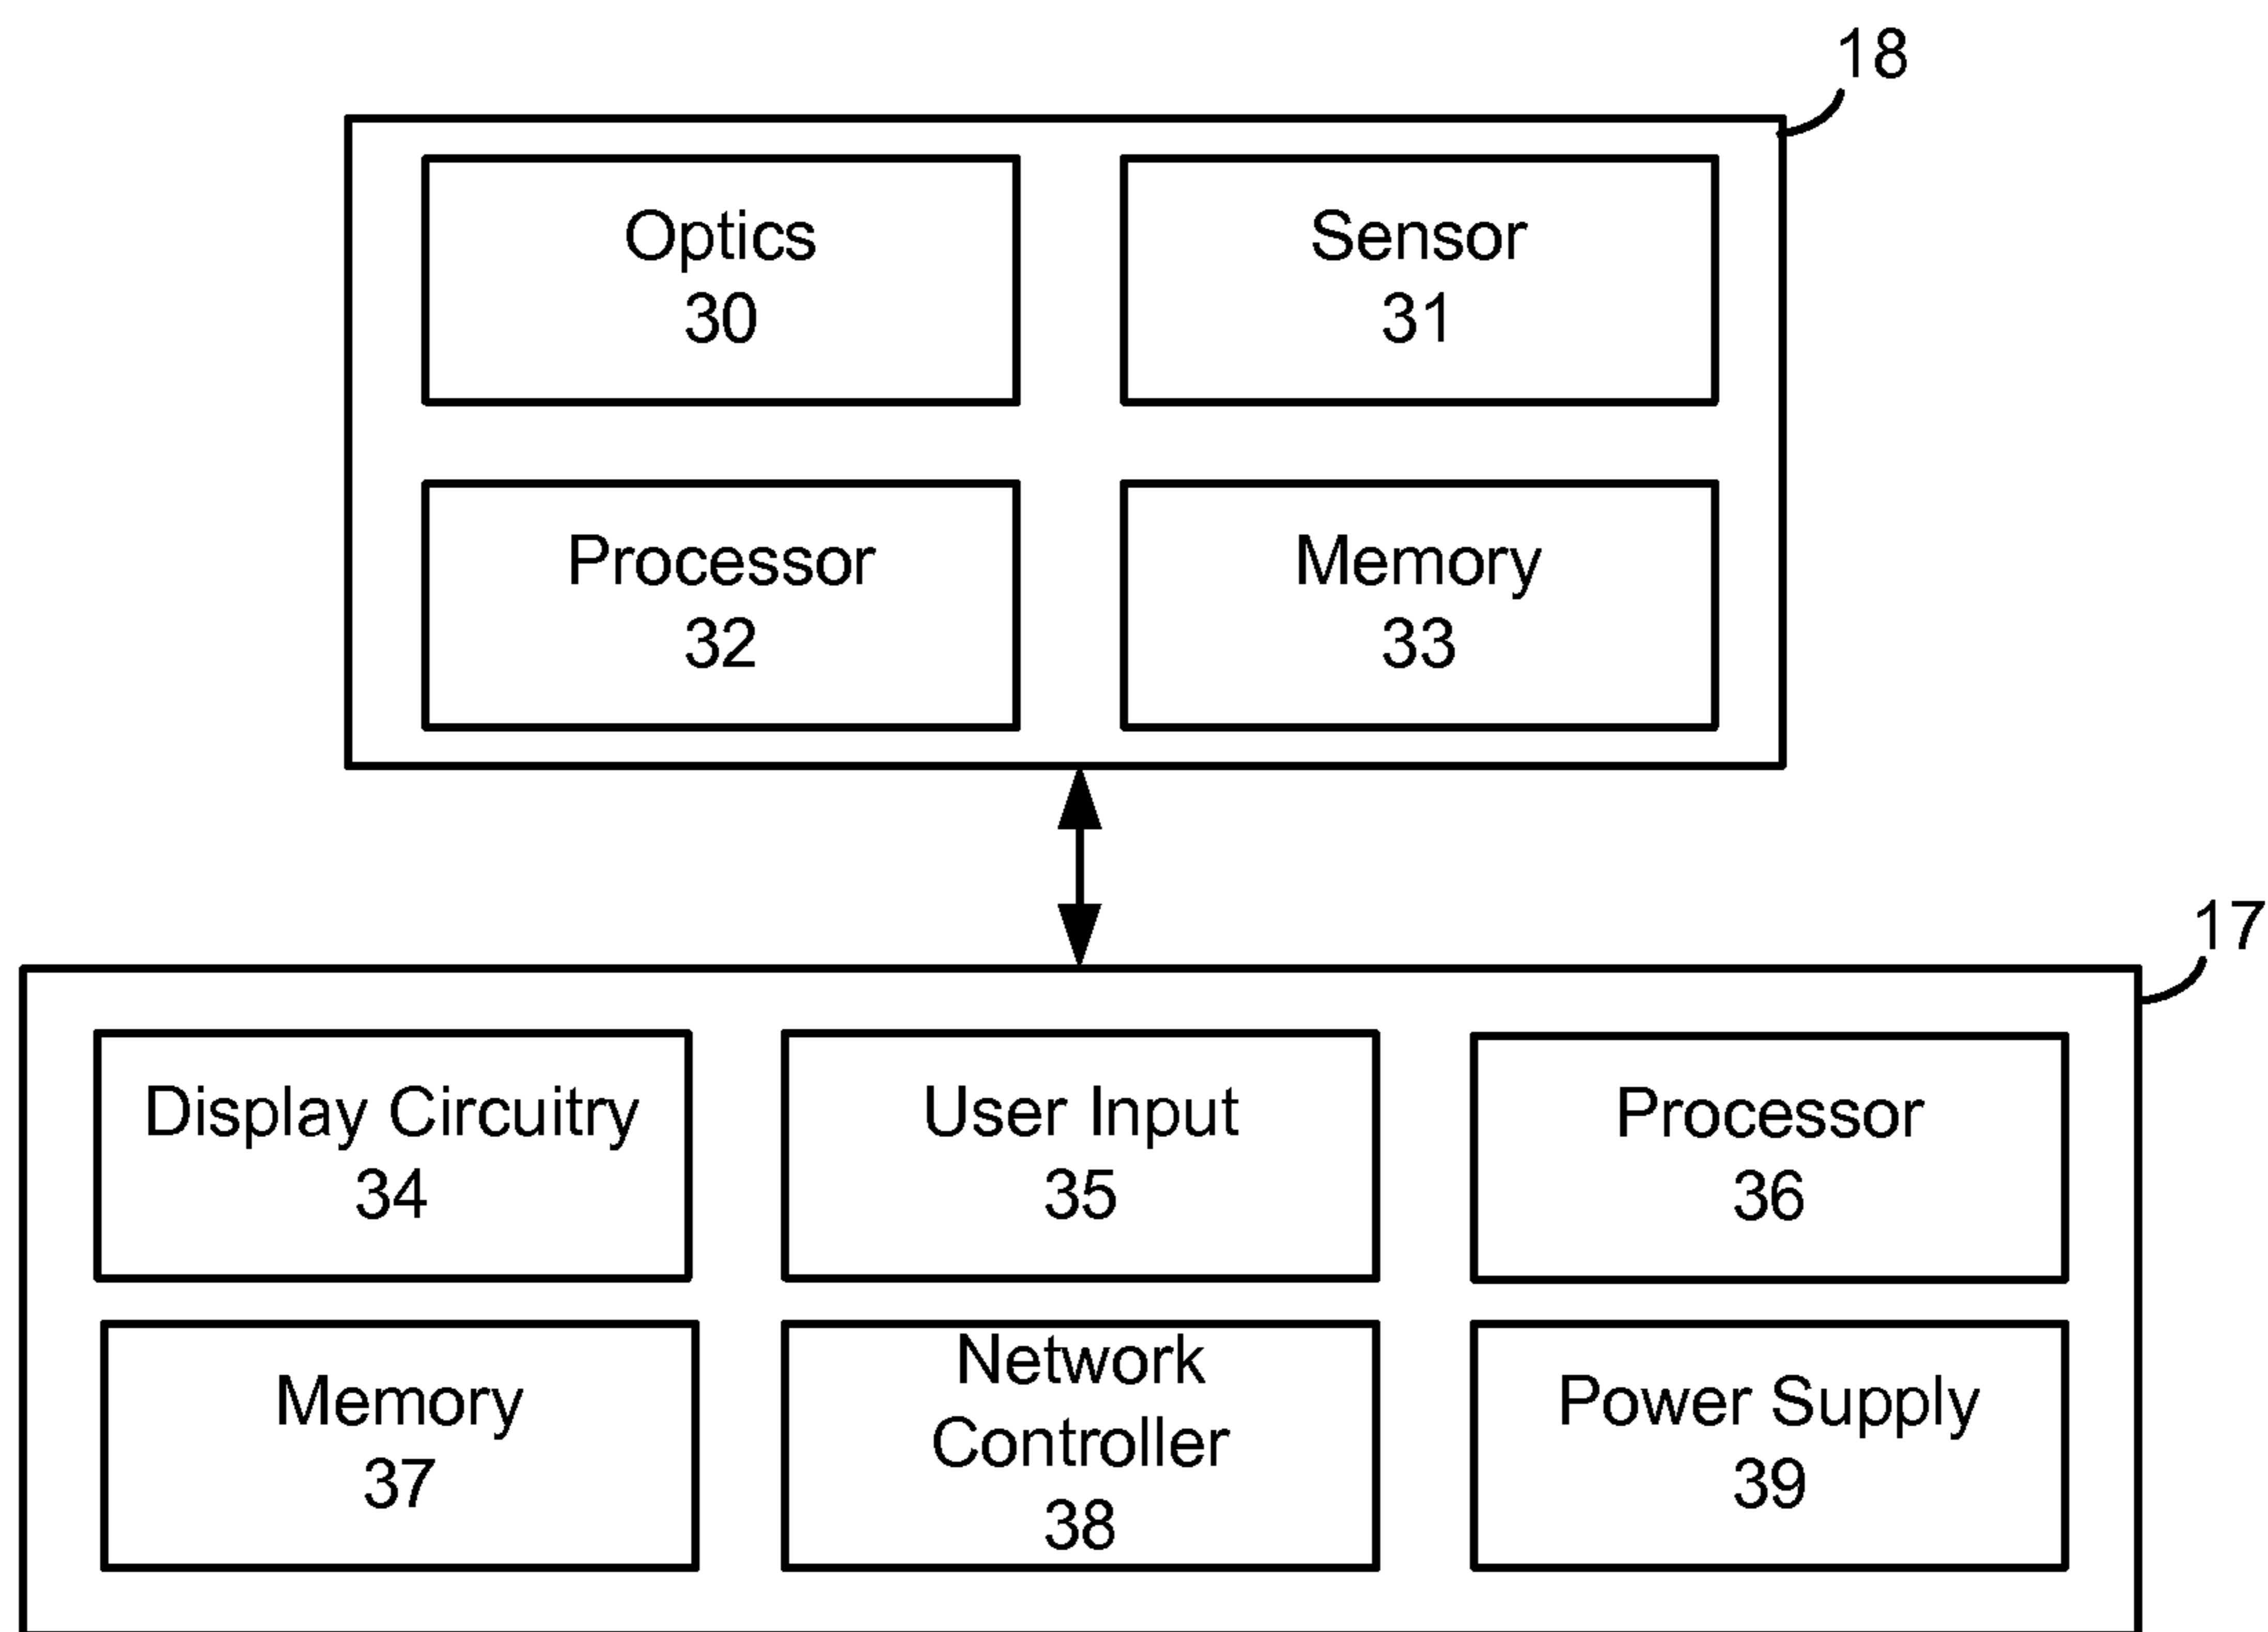 18
Optics
30
Sensor
31
Processor
32
Memory
33
17
Display Circuitry
34
User Input
35
Processor
36
Memory
37
Network
Controller
38
Power Supply
39